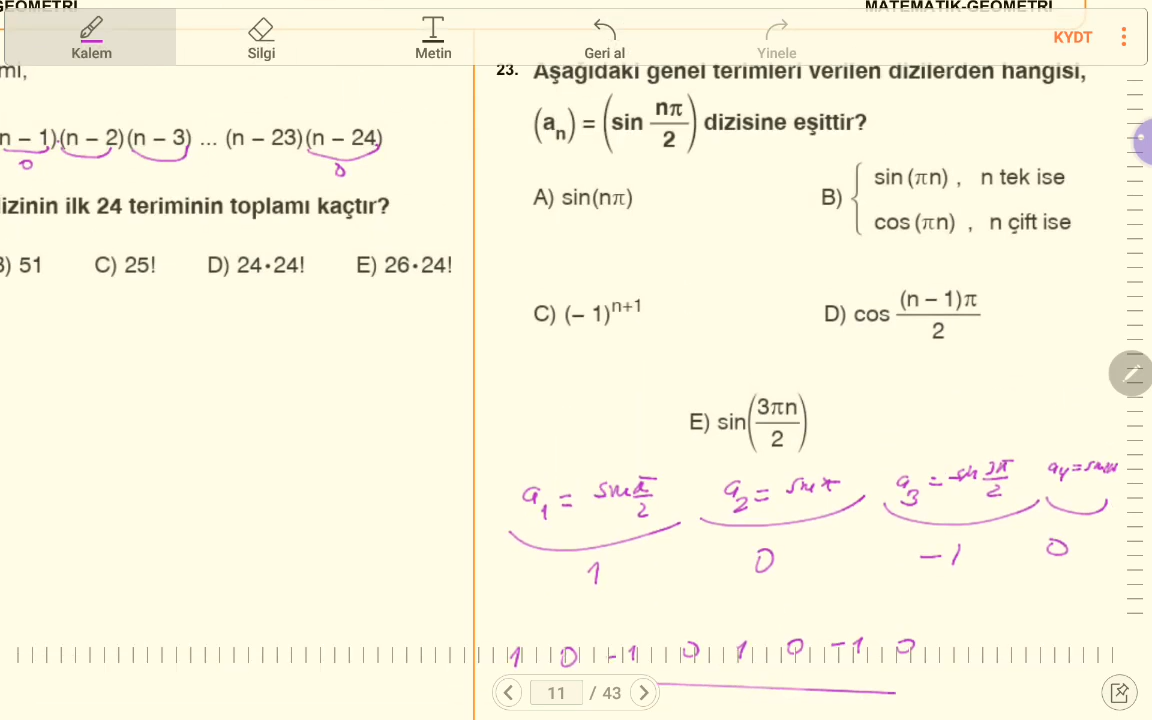 GEOMETRİ
MATEMATİK-GEOMETRİ
Kalem
Silgi
Metin
Geri al
Yinele
KYDT
mi,
n – 1).(n – 2)(n – 3) ... (n – 23)(n – 24)
0
0
lizinin ilk 24 teriminin toplamı kaçtır?
B) 51 C) 25! D) 24·24! E) 26·24!
23. Aşağıdaki genel terimleri verilen dizilerden hangisi,
(aₙ) = (sin nπ/2) dizisine eşittir?
A) sin(nπ)
B) { sin (πn) , n tek ise
cos (πn) , n çift ise
C) (– 1)ⁿ⁺¹
D) cos (n – 1)π/2
E) sin(3πn/2)
a₁ = sin π/2 a₂ = sin π a₃ = sin 3π/2 a₄ =
1 0 -1 0
1 0 -1 0 1 0 -1 0
11 / 43